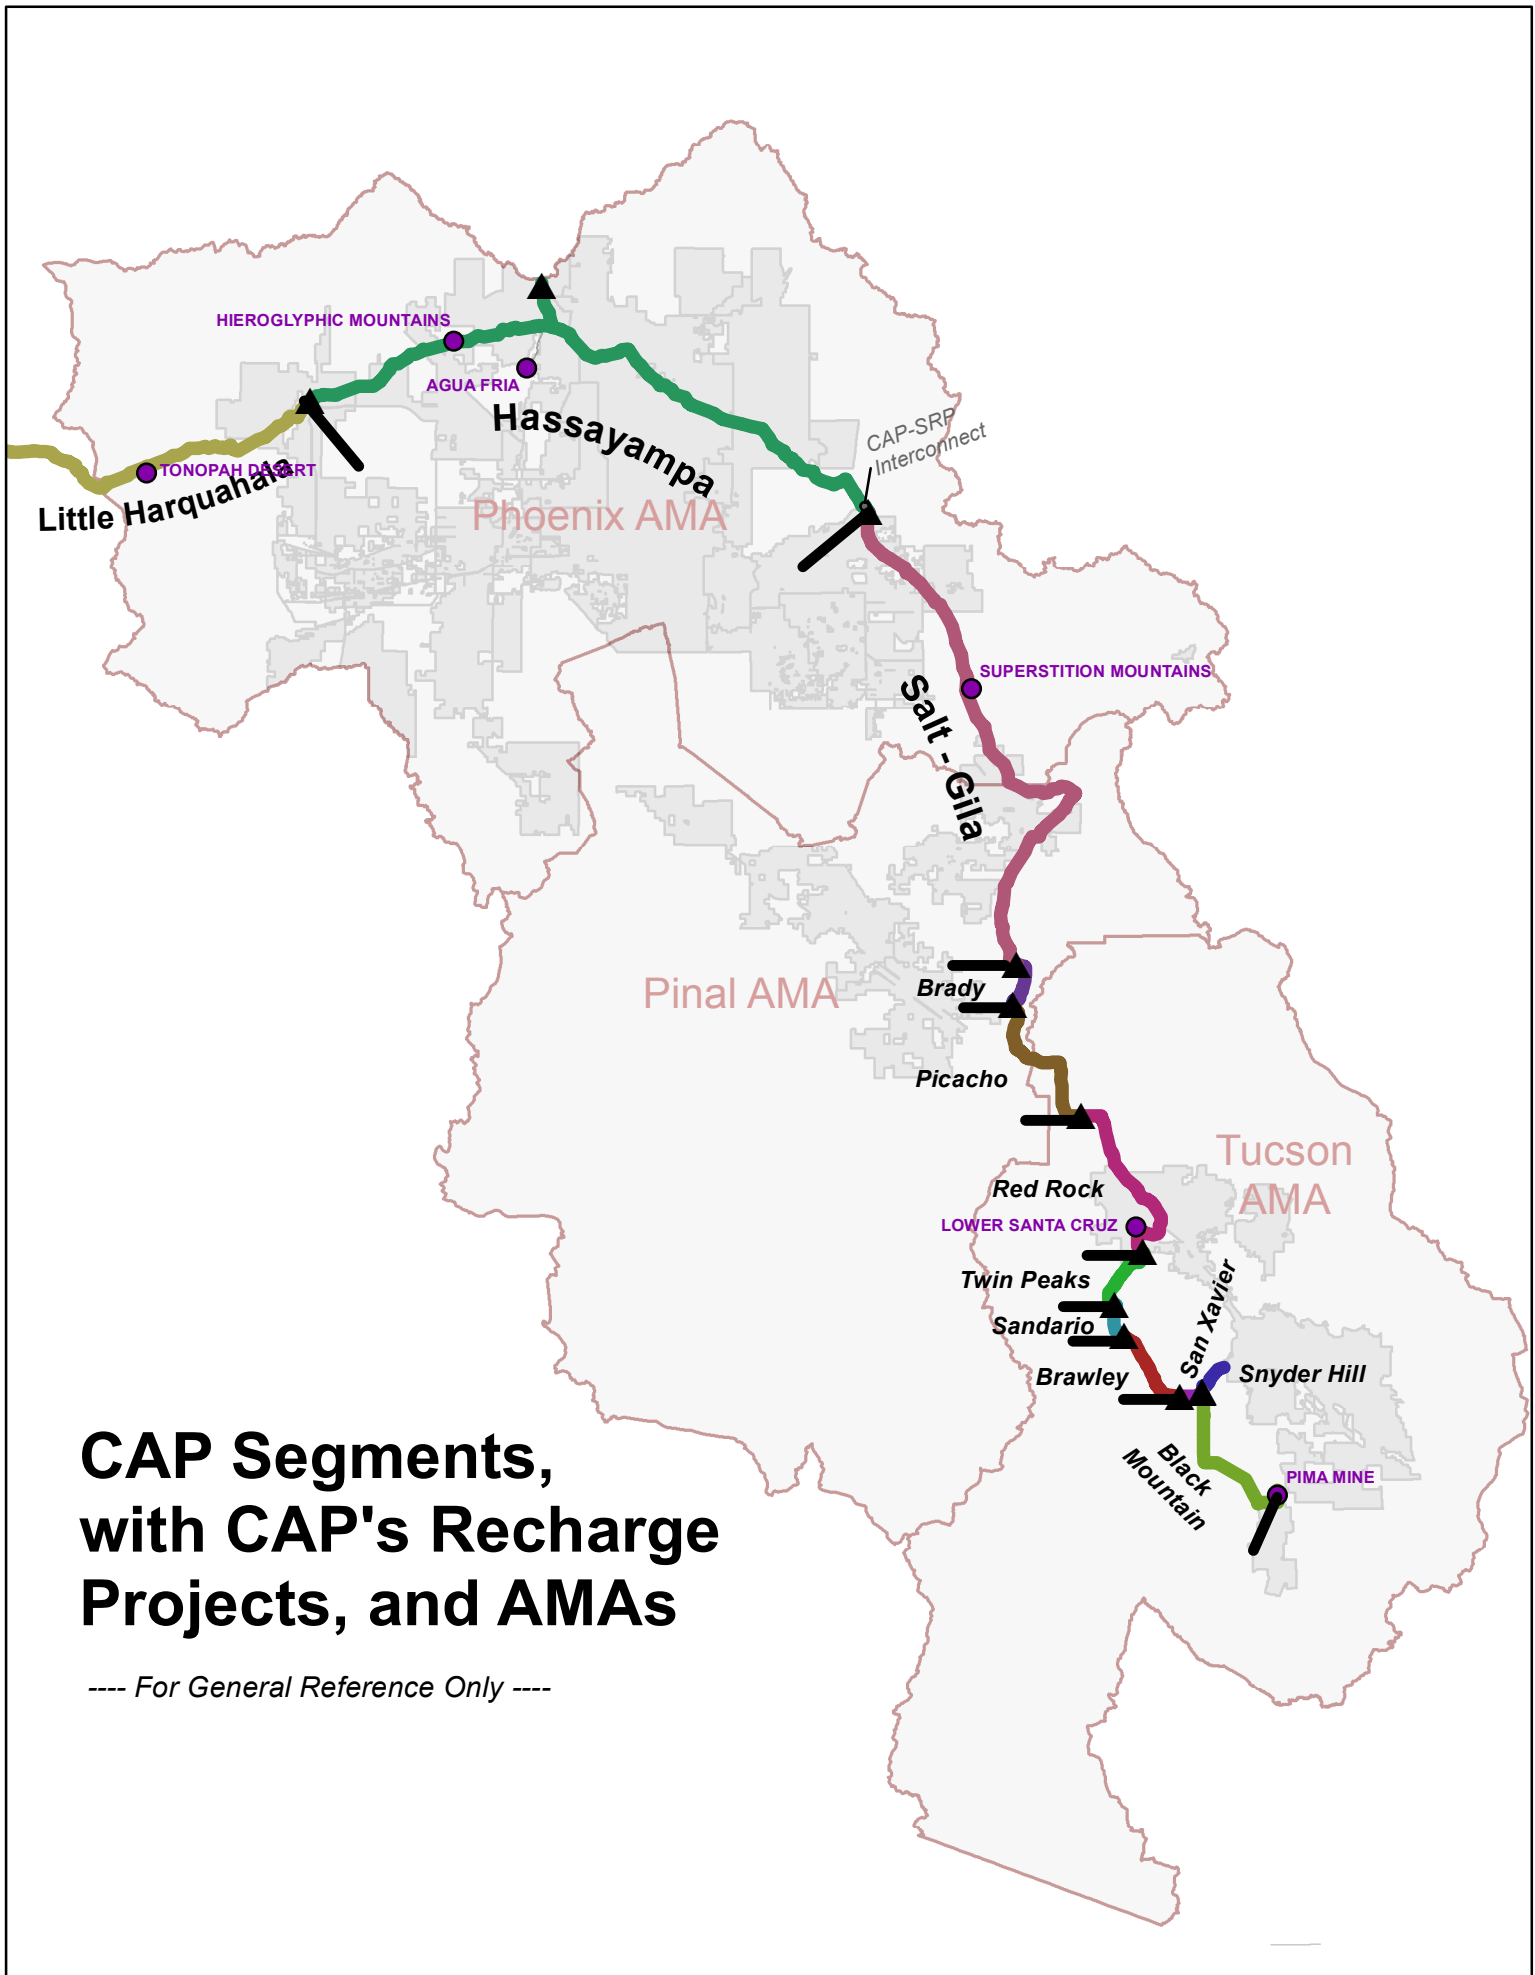 HIEROGLYPHIC MOUNTAINS
AGUA FRIA
Hassayampa
CAP-SRP
Interconnect
TONOPAH DESERT
Little Harquahala
Phoenix AMA
SUPERSTITION MOUNTAINS
Salt - Gila
Brady
Pinal AMA
Picacho
Tucson
AMA
Red Rock
LOWER SANTA CRUZ
Twin Peaks
San Xavier
Sandario
Brawley
Snyder Hill
Black
Mountain
PIMA MINE
CAP Segments,
with CAP's Recharge
Projects, and AMAs
---- For General Reference Only ----